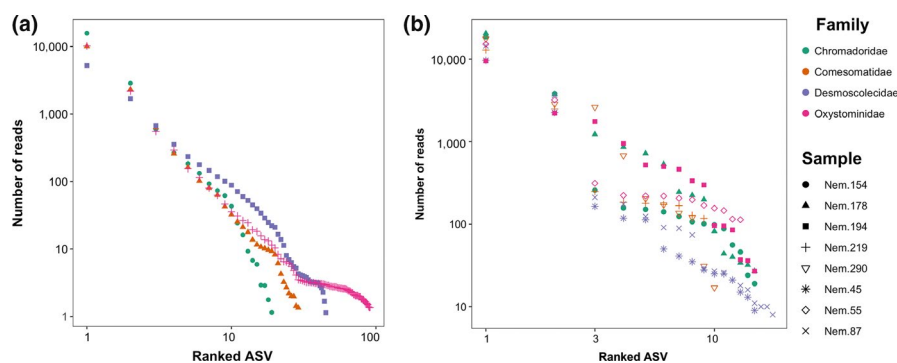 (a)
Number of reads
10,000
1,000
100
10
1
1
10
100
Ranked ASV
(b)
Number of reads
10,000
1,000
100
10
1
3
10
Ranked ASV
Family
Chromadoridae
Comesomatidae
Desmoscolecidae
Oxystominidae
Sample
Nem.154
Nem.178
Nem.194
Nem.219
Nem.290
Nem.45
Nem.55
Nem.87